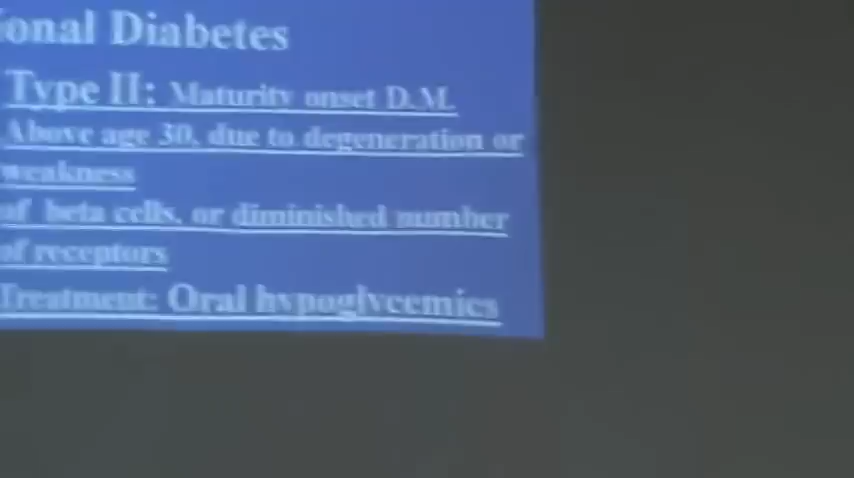 ional Diabetes
Type II: Maturity onset D.M.
Above age 30, due to degeneration or
weakness
of beta cells, or diminished number
of receptors
Treatment: Oral hypoglycemics